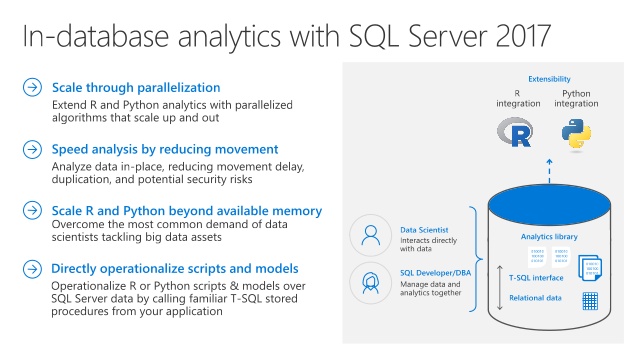 In-database analytics with SQL Server 2017
Scale through parallelization
Extend R and Python analytics with parallelized
algorithms that scale up and out
Speed analysis by reducing movement
Analyze data in-place, reducing movement delay,
duplication, and potential security risks
Scale R and Python beyond available memory
Overcome the most common demand of data
scientists tackling big data assets
Directly operationalize scripts and models
Operationalize R or Python scripts & models over
SQL Server data by calling familiar T-SQL stored
procedures from your application
Extensibility
R
integration
Python
integration
R
Data Scientist
Interacts directly
with data
SQL Developer/DBA
Manage data and
analytics together
Analytics library
T-SQL interface
Relational data